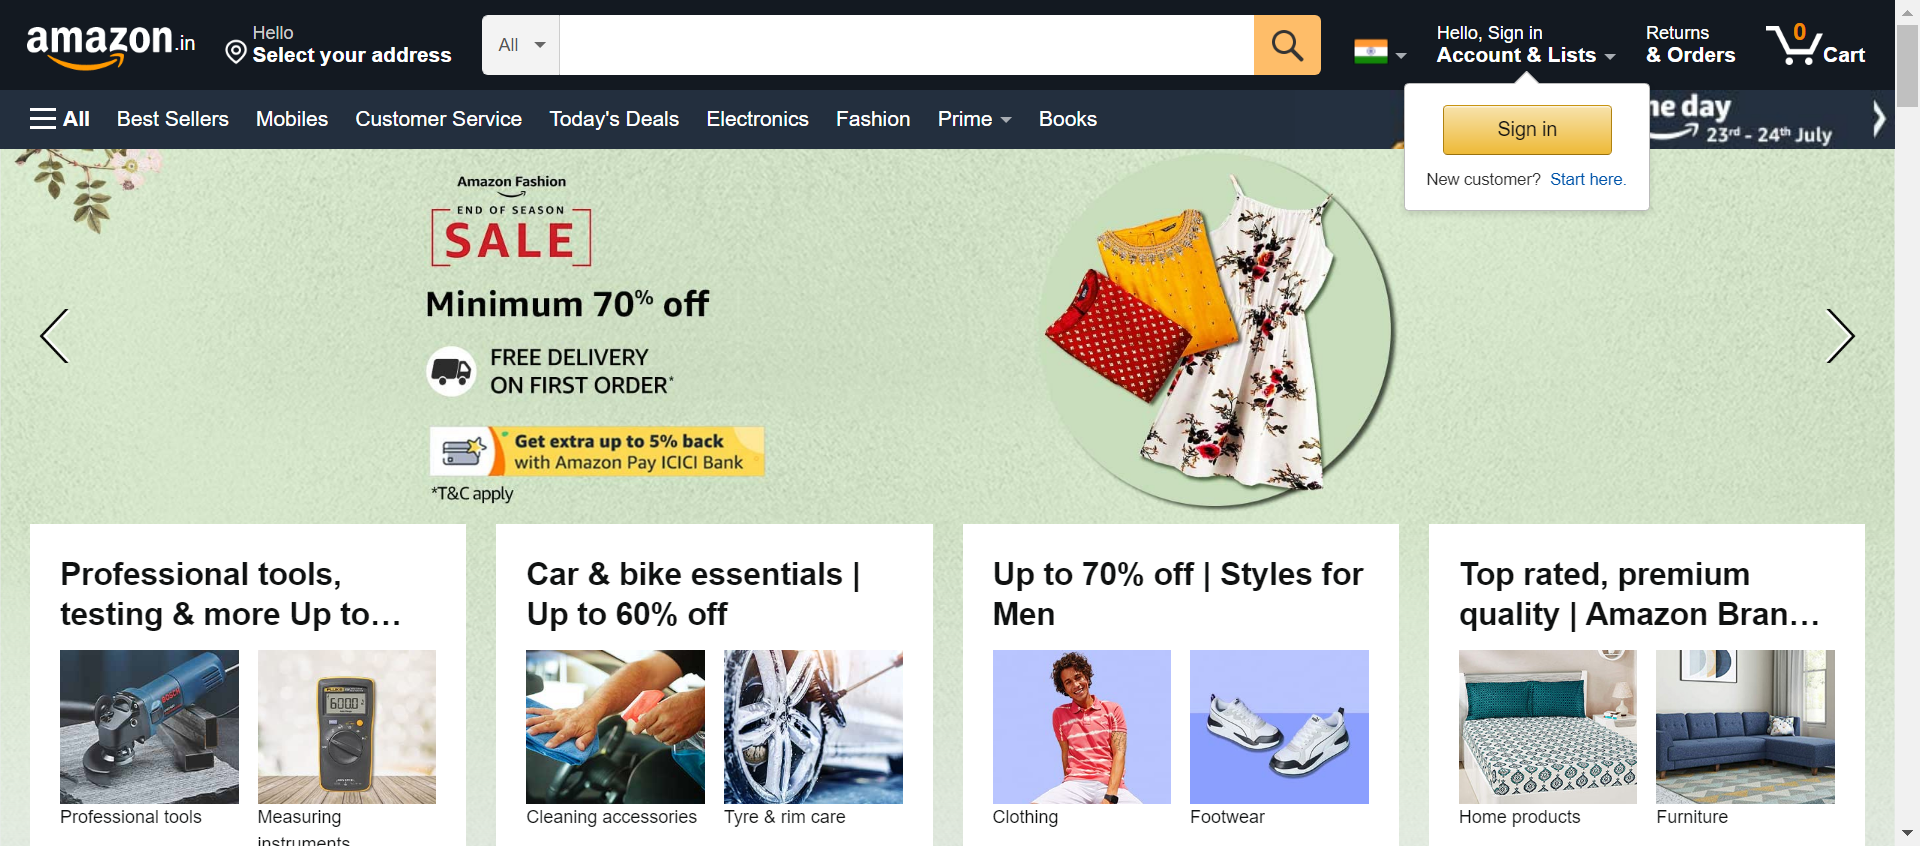 amazon.in
Hello
Select your address
All
Hello, Sign in
Account & Lists
Returns
& Orders
0
Cart
All
Best Sellers
Mobiles
Customer Service
Today's Deals
Electronics
Fashion
Prime
Books
day
23rd - 24th July
Sign in
New customer? Start here.
Amazon Fashion
END OF SEASON
SALE
Minimum 70% off
FREE DELIVERY
ON FIRST ORDER*
Get extra up to 5% back
with Amazon Pay ICICI Bank
*T&C apply
Professional tools,
testing & more Up to...
BOSCH
FLUKE
600.0
Professional tools
Measuring
instruments
Car & bike essentials |
Up to 60% off
Cleaning accessories
Tyre & rim care
Up to 70% off | Styles for
Men
Clothing
Footwear
Top rated, premium
quality | Amazon Bran...
Home products
Furniture